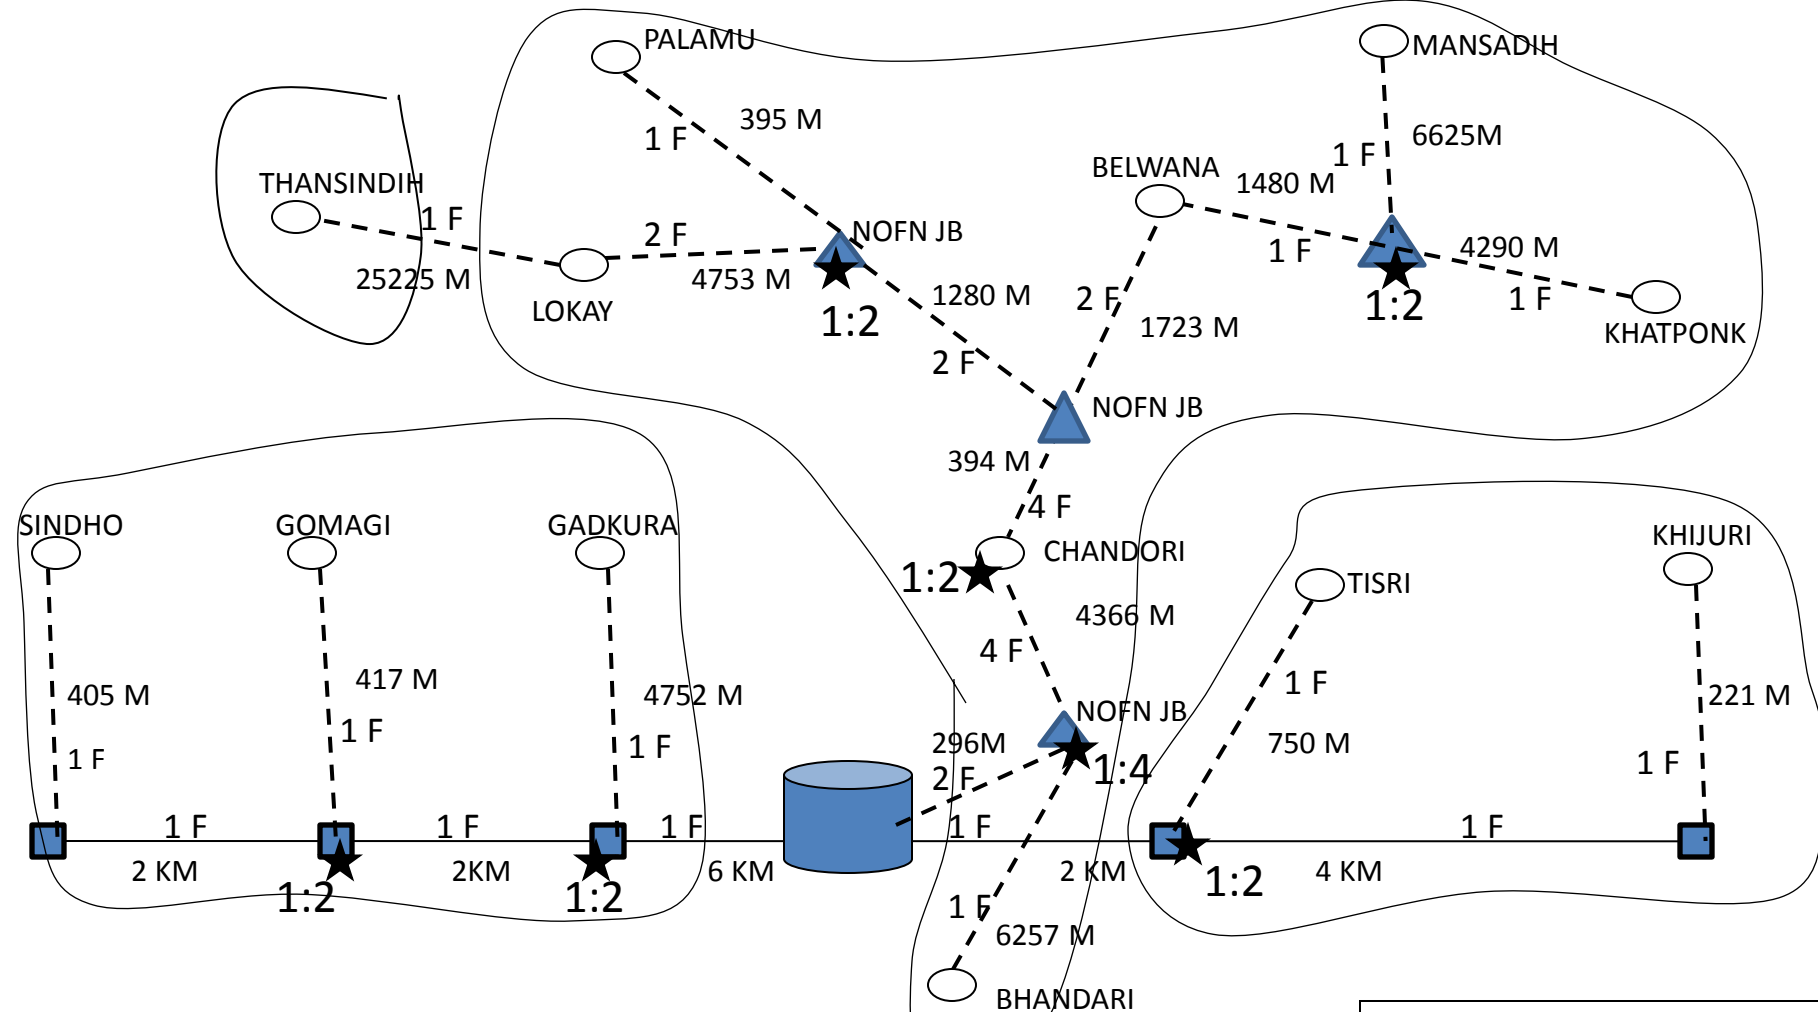 PALAMU
MANSADIH
395 M
1 F
6625M
1 F
BELWANA
1480 M
THANSINDIH
1 F
2 F
NOFN JB
1 F
4290 M
25225 M
4753 M
1280 M
2 F
1 F
LOKAY
1:2
1723 M
1:2
KHATPONK
2 F
NOFN JB
394 M
4 F
SINDHO
GOMAGI
GADKURA
CHANDORI
KHIJURI
1:2
TISRI
4366 M
4 F
405 M
417 M
4752 M
1 F
221 M
NOFN JB
1 F
1 F
1 F
296M
750 M
1 F
2 F
1:4
1 F
1 F
1 F
1 F
1 F
2 KM
2KM
6 KM
2 KM
4 KM
1:2
1:2
1:2
1 F
6257 M
BHANDARI